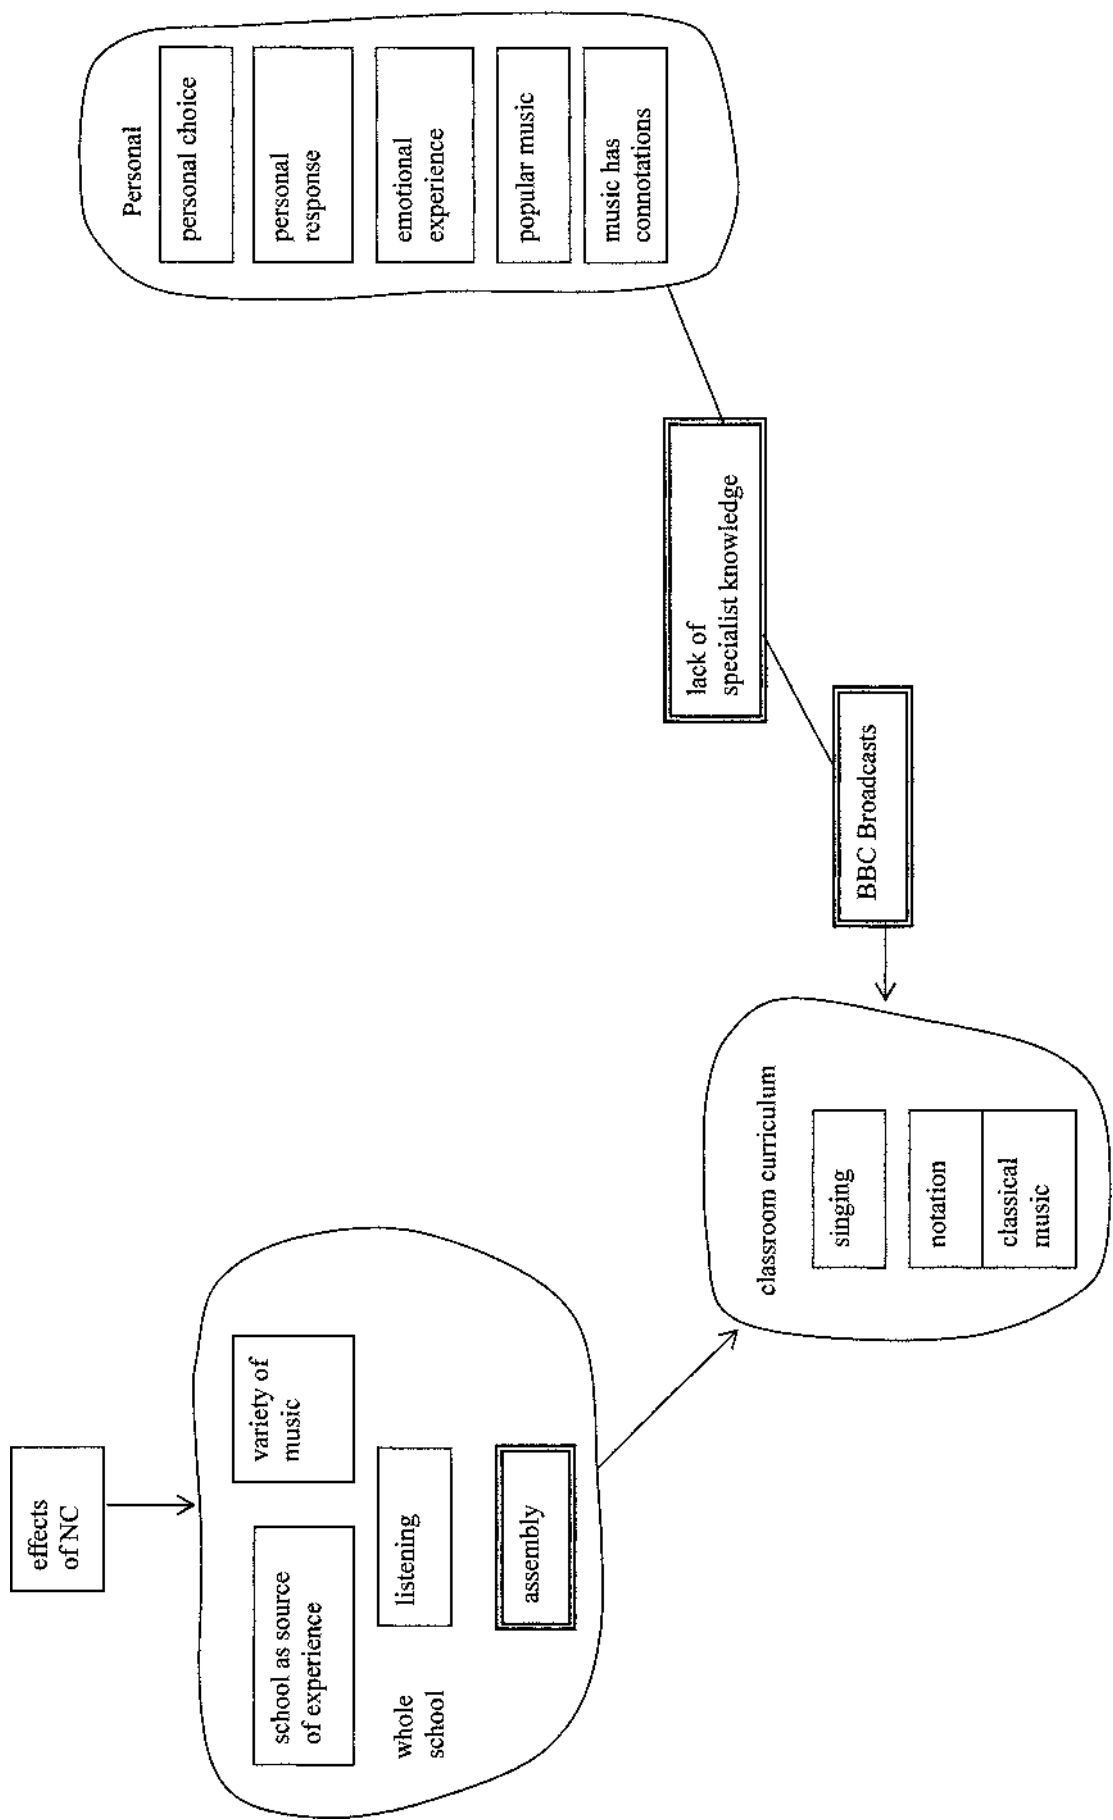 effects
of NC
school as source
of experience
variety of
music
whole
school
listening
assembly
classroom curriculum
singing
notation
classical
music
BBC Broadcasts
lack of
specialist knowledge
Personal
personal choice
personal
response
emotional
experience
popular music
music has
connotations